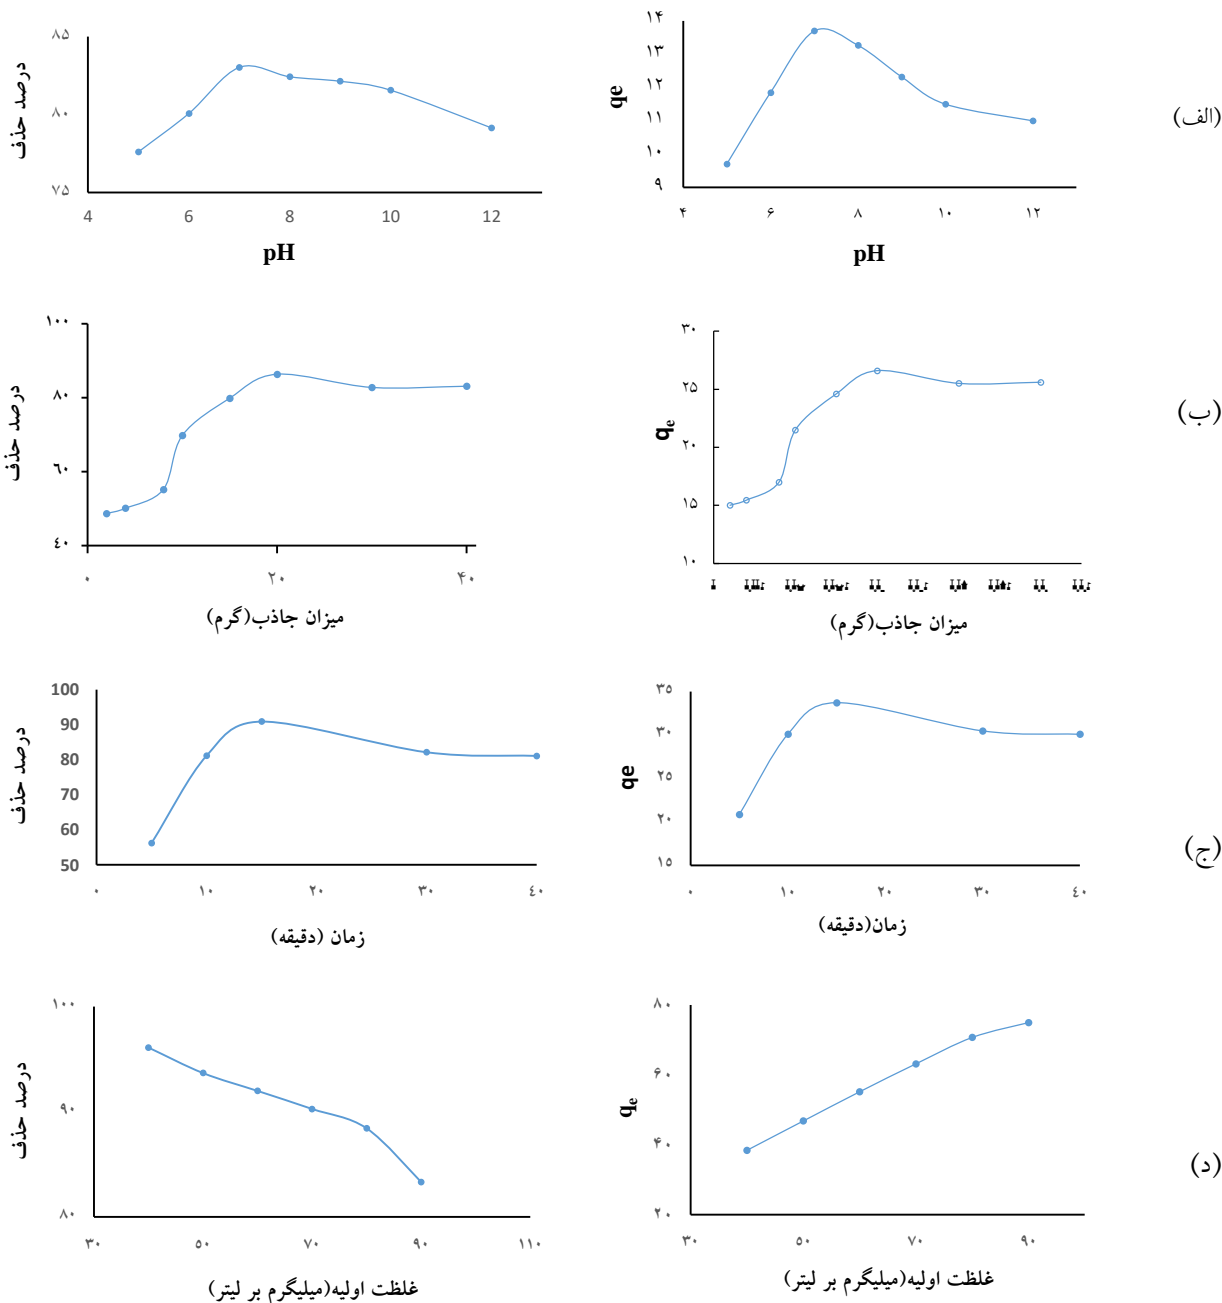 ۸۵
۸۰
۷۵
درصد حذف
4 6 8 10 12
pH
۱۴
۱۳
۱۲
۱۱
۱۰
۹
qe
۴ ۶ ۸ ۱۰ ۱۲
pH
(الف)
۱۰۰
۸۰
۶۰
٤۰
درصد حذف
۰ ۲۰ ۴۰
میزان جاذب(گرم)
۳۰
۲۵
۲۰
۱۵
۱۰
qe
میزان جاذب(گرم)
(ب)
100
90
80
70
60
50
درصد حذف
۰ ۱۰ ۲۰ ۳۰ ٤۰
زمان (دقیقه)
۳۵
۳۰
۲۵
۲۰
۱۵
qe
۰ ۱۰ ۲۰ ۳۰ ٤۰
زمان(دقیقه)
(ج)
۱۰۰
۹۰
۸۰
درصد حذف
۳۰ ۵۰ ۷۰ ۹۰ ۱۱۰
غلظت اولیه(میلیگرم بر لیتر)
۸۰
۶۰
۴۰
۲۰
qe
۳۰ ۵۰ ۷۰ ۹۰
غلظت اولیه(میلیگرم بر لیتر)
(د)